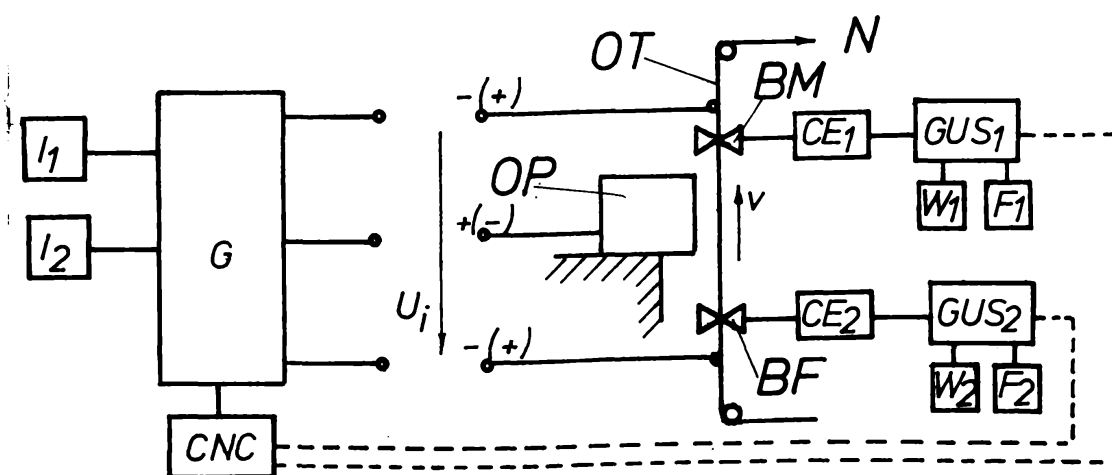 N
OT
BM
-(+)
I1
G
CE1
GUS1
OP
W1
F1
v
+(-)
I2
Ui
CE2
GUS2
-(+)
BF
W2
F2
CNC